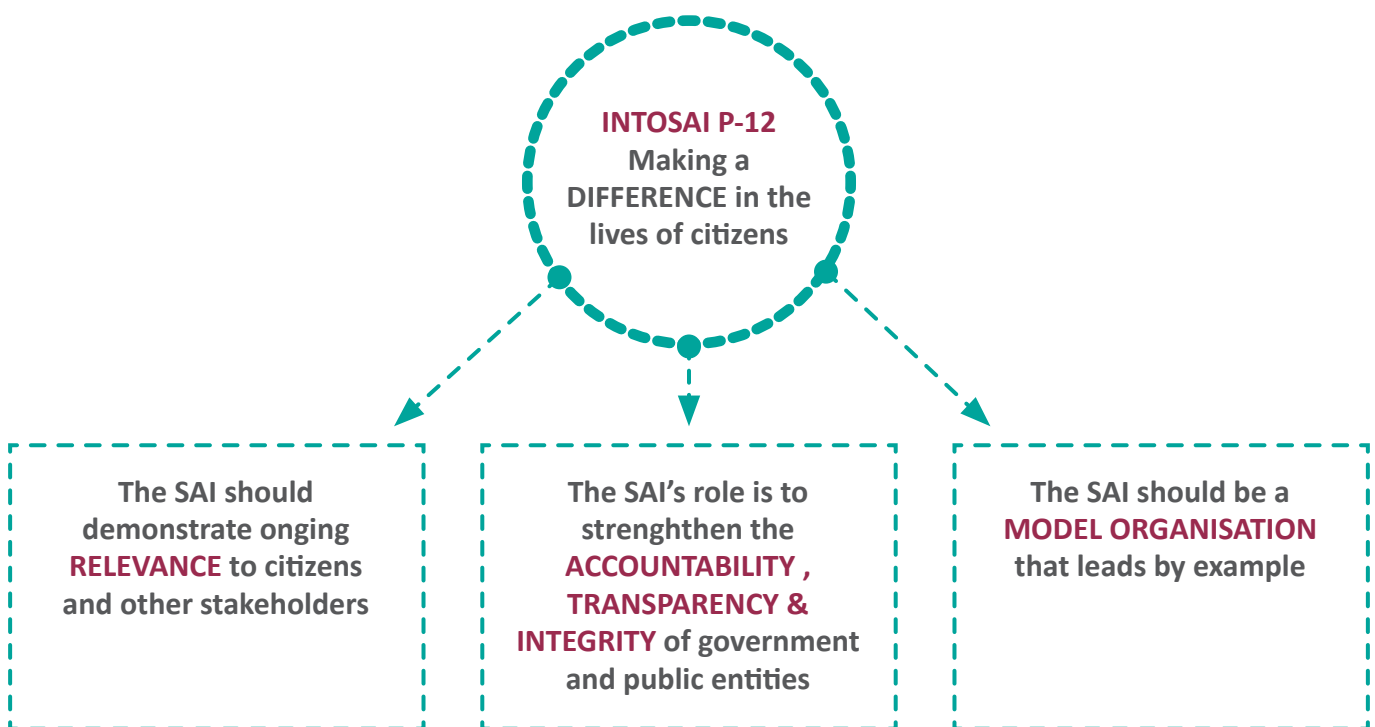 INTOSAI P-12
Making a
DIFFERENCE in the
lives of citizens
The SAI should
demonstrate onging
RELEVANCE to citizens
and other stakeholders
The SAI’s role is to
strenghthen the
ACCOUNTABILITY ,
TRANSPARENCY &
INTEGRITY of government
and public entities
The SAI should be a
MODEL ORGANISATION
that leads by example